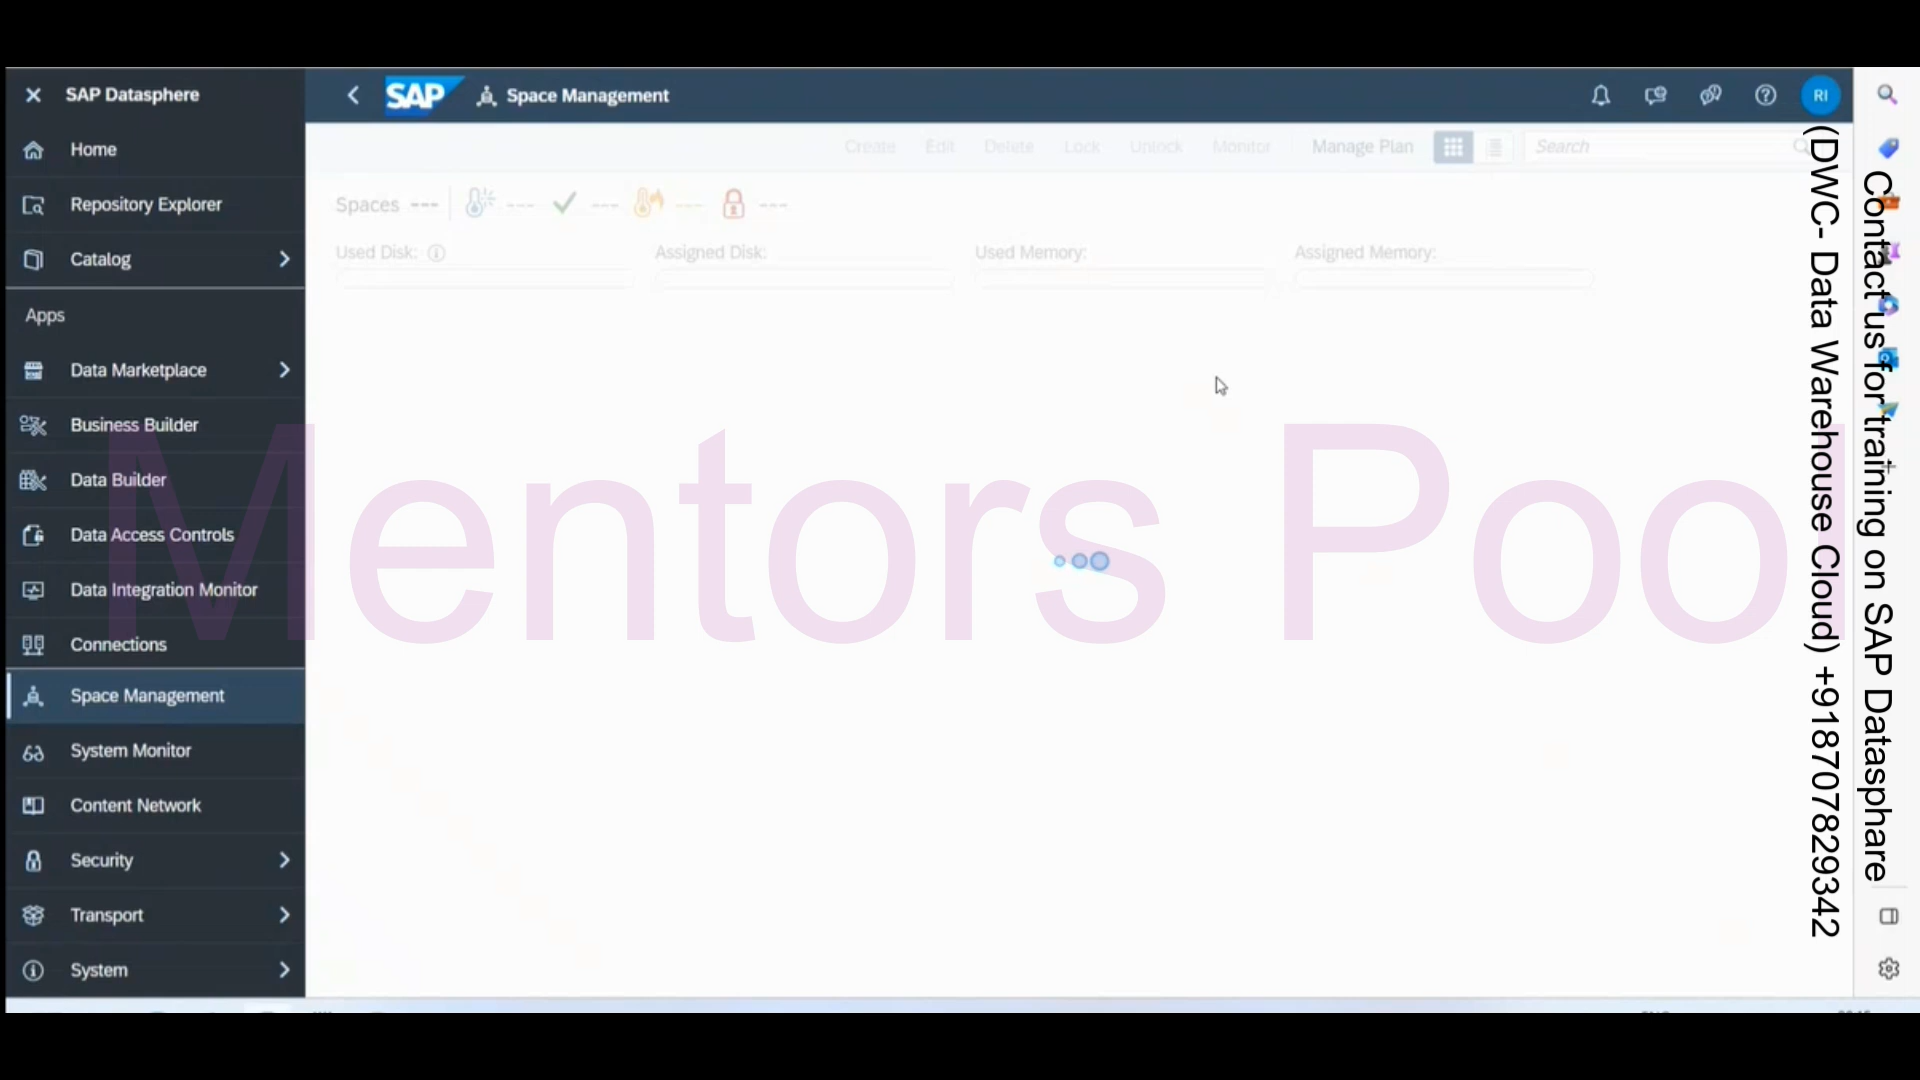 SAP Datasphere
Home
Repository Explorer
Catalog
Apps
Data Marketplace
Business Builder
Data Builder
Data Access Controls
Data Integration Monitor
Connections
Space Management
System Monitor
Content Network
Security
Transport
System
SAP Space Management
RI
Create Edit Delete Lock Unlock Monitor Manage Plan Search
Spaces --- --- --- --- ---
Used Disk: Assigned Disk: Used Memory: Assigned Memory:
Mentors Pool
Contact us for training on SAP Datasphare
(DWC- Data Warehouse Cloud) +918707829342